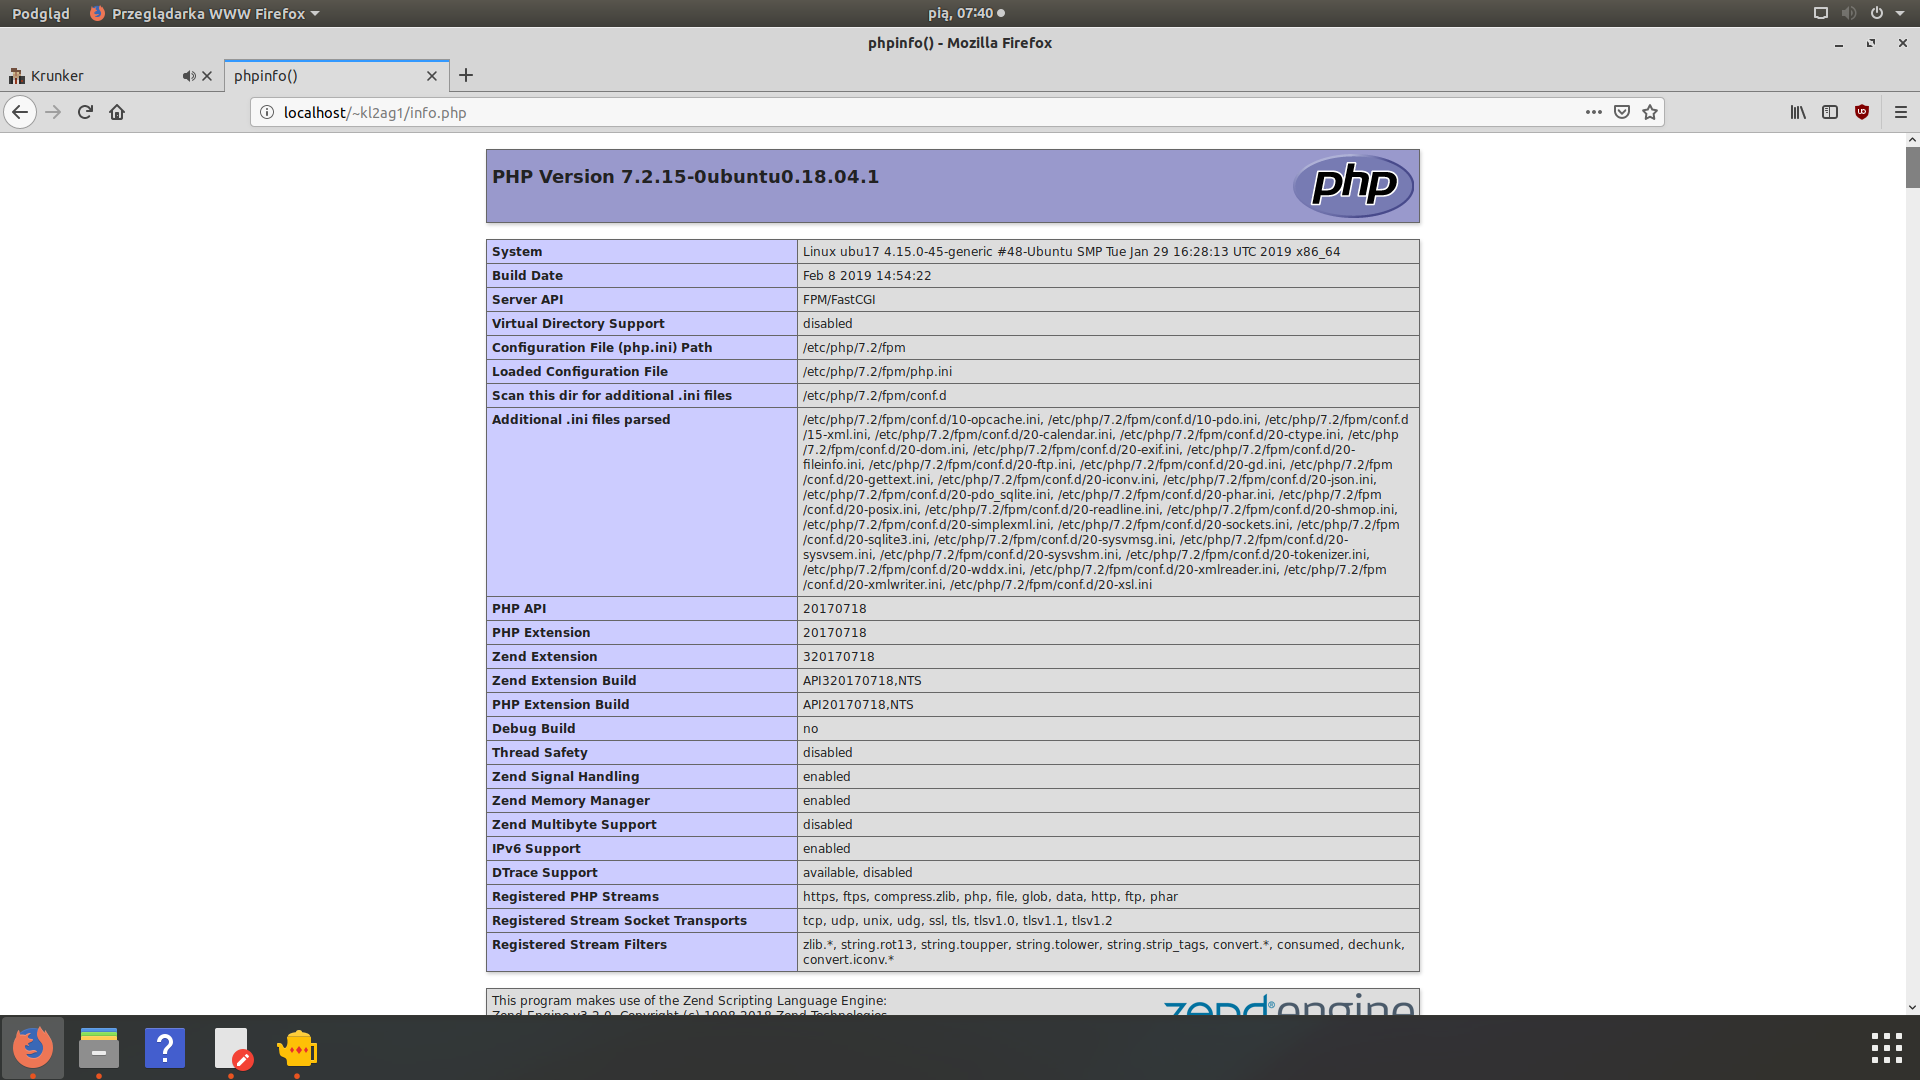 Podgląd Przeglądarka WWW Firefox pią, 07:40
phpinfo() - Mozilla Firefox
Krunker phpinfo()
localhost/~kl2ag1/info.php
PHP Version 7.2.15-0ubuntu0.18.04.1 php
System Linux ubu17 4.15.0-45-generic #48-Ubuntu SMP Tue Jan 29 16:28:13 UTC 2019 x86_64
Build Date Feb 8 2019 14:54:22
Server API FPM/FastCGI
Virtual Directory Support disabled
Configuration File (php.ini) Path /etc/php/7.2/fpm
Loaded Configuration File /etc/php/7.2/fpm/php.ini
Scan this dir for additional .ini files /etc/php/7.2/fpm/conf.d
Additional .ini files parsed /etc/php/7.2/fpm/conf.d/10-opcache.ini, /etc/php/7.2/fpm/conf.d/10-pdo.ini, /etc/php/7.2/fpm/conf.d
/15-xml.ini, /etc/php/7.2/fpm/conf.d/20-calendar.ini, /etc/php/7.2/fpm/conf.d/20-ctype.ini, /etc/php
/7.2/fpm/conf.d/20-dom.ini, /etc/php/7.2/fpm/conf.d/20-exif.ini, /etc/php/7.2/fpm/conf.d/20-
fileinfo.ini, /etc/php/7.2/fpm/conf.d/20-ftp.ini, /etc/php/7.2/fpm/conf.d/20-gd.ini, /etc/php/7.2/fpm
/conf.d/20-gettext.ini, /etc/php/7.2/fpm/conf.d/20-iconv.ini, /etc/php/7.2/fpm/conf.d/20-json.ini,
/etc/php/7.2/fpm/conf.d/20-pdo_sqlite.ini, /etc/php/7.2/fpm/conf.d/20-phar.ini, /etc/php/7.2/fpm
/conf.d/20-posix.ini, /etc/php/7.2/fpm/conf.d/20-readline.ini, /etc/php/7.2/fpm/conf.d/20-shmop.ini,
/etc/php/7.2/fpm/conf.d/20-simplexml.ini, /etc/php/7.2/fpm/conf.d/20-sockets.ini, /etc/php/7.2/fpm
/conf.d/20-sqlite3.ini, /etc/php/7.2/fpm/conf.d/20-sysvmsg.ini, /etc/php/7.2/fpm/conf.d/20-
sysvsem.ini, /etc/php/7.2/fpm/conf.d/20-sysvshm.ini, /etc/php/7.2/fpm/conf.d/20-tokenizer.ini,
/etc/php/7.2/fpm/conf.d/20-wddx.ini, /etc/php/7.2/fpm/conf.d/20-xmlreader.ini, /etc/php/7.2/fpm
/conf.d/20-xmlwriter.ini, /etc/php/7.2/fpm/conf.d/20-xsl.ini
PHP API 20170718
PHP Extension 20170718
Zend Extension 320170718
Zend Extension Build API320170718,NTS
PHP Extension Build API20170718,NTS
Debug Build no
Thread Safety disabled
Zend Signal Handling enabled
Zend Memory Manager enabled
Zend Multibyte Support disabled
IPv6 Support enabled
DTrace Support available, disabled
Registered PHP Streams https, ftps, compress.zlib, php, file, glob, data, http, ftp, phar
Registered Stream Socket Transports tcp, udp, unix, udg, ssl, tls, tlsv1.0, tlsv1.1, tlsv1.2
Registered Stream Filters zlib.*, string.rot13, string.toupper, string.tolower, string.strip_tags, convert.*, consumed, dechunk,
convert.iconv.*
This program makes use of the Zend Scripting Language Engine:
Zend Engine v3.2.0, Copyright (c) 1998-2018 Zend Technologies
zend® engine